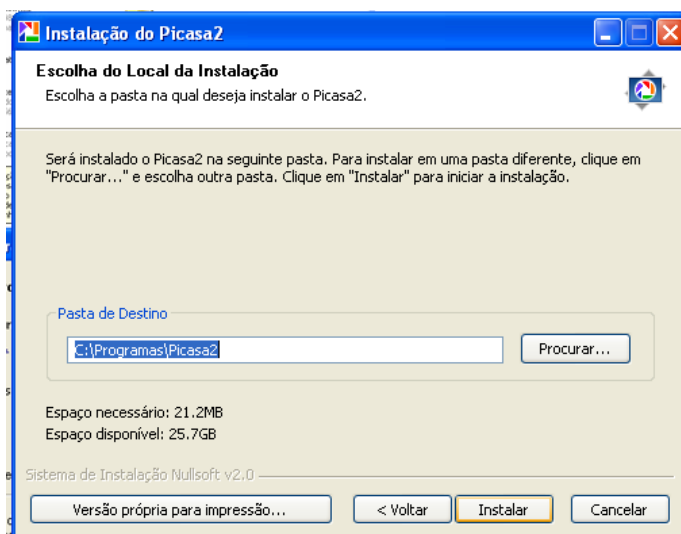 Instalação do Picasa2
Escolha do Local da Instalação
Escolha a pasta na qual deseja instalar o Picasa2.
Será instalado o Picasa2 na seguinte pasta. Para instalar em uma pasta diferente, clique em
"Procurar..." e escolha outra pasta. Clique em "Instalar" para iniciar a instalação.
Pasta de Destino
C:\Programas\Picasa2
Procurar...
Espaço necessário: 21.2MB
Espaço disponível: 25.7GB
Sistema de Instalação Nullsoft v2.0
Versão própria para impressão...
< Voltar
Instalar
Cancelar